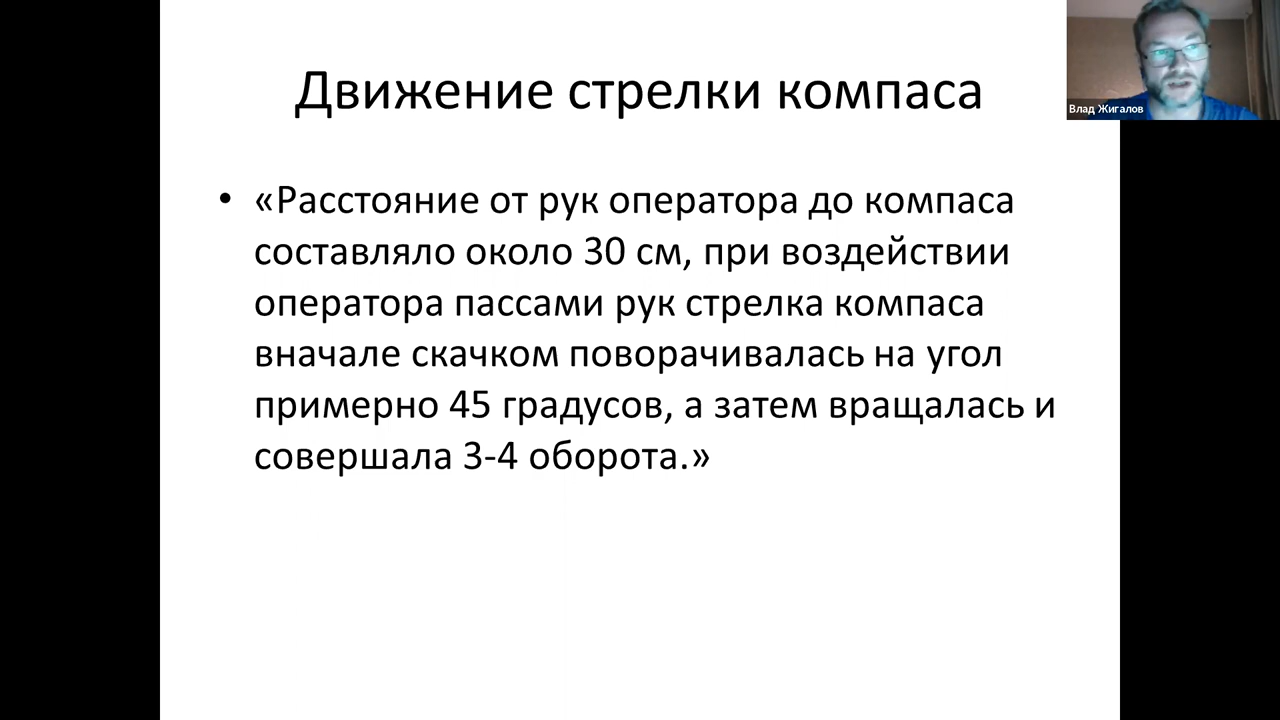 Движение стрелки компаса
Влад Жигалов
• «Расстояние от рук оператора до компаса
составляло около 30 см, при воздействии
оператора пассами рук стрелка компаса
вначале скачком поворачивалась на угол
примерно 45 градусов, а затем вращалась и
совершала 3-4 оборота.»